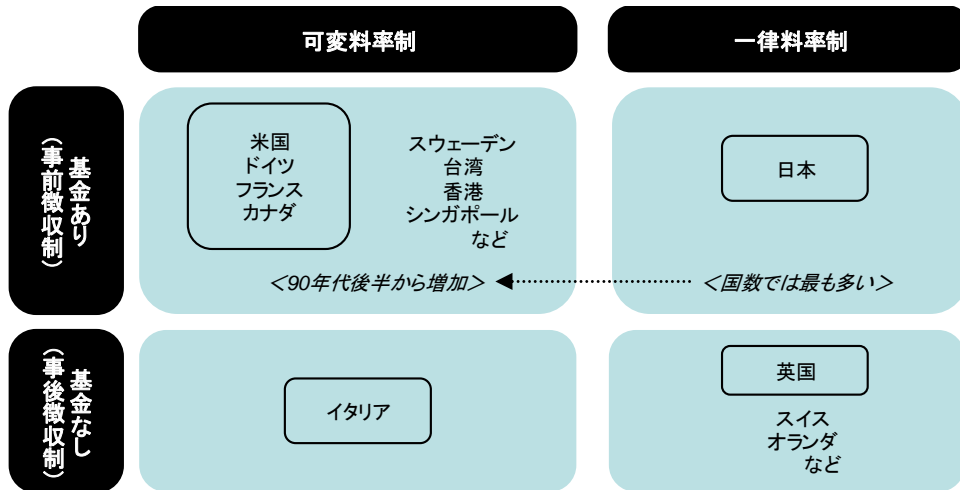 可変料率制
一律料率制
基金あり
（事前徴収制）
米国
ドイツ
フランス
カナダ
スウェーデン
台湾
香港
シンガポール
など
日本
＜90年代後半から増加＞
＜国数では最も多い＞
基金なし
（事後徴収制）
イタリア
英国
スイス
オランダ
など